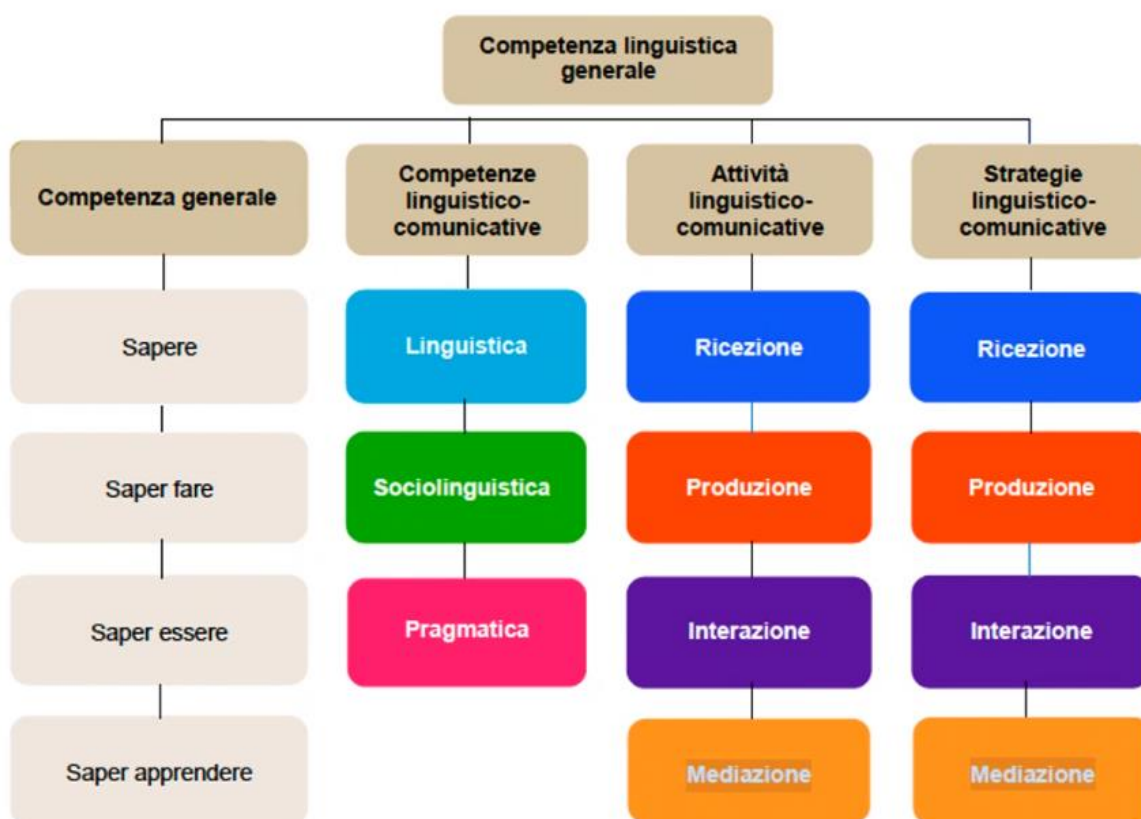 Competenza linguistica
generale
Competenza generale
Competenze
linguistico-
comunicative
Attività
linguistico-
comunicative
Strategie
linguistico-
comunicative
Sapere
Linguistica
Ricezione
Ricezione
Saper fare
Sociolinguistica
Produzione
Produzione
Saper essere
Pragmatica
Interazione
Interazione
Saper apprendere
Mediazione
Mediazione